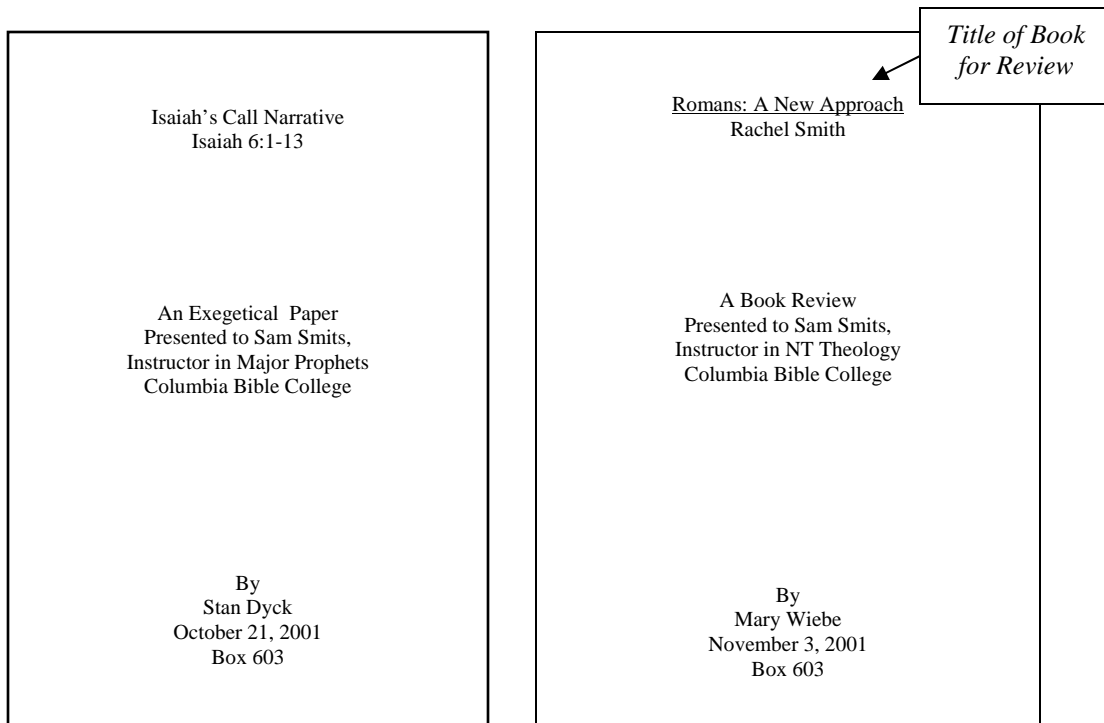 Isaiah's Call Narrative
Isaiah 6:1-13
An Exegetical  Paper
Presented to Sam Smits,
Instructor in Major Prophets
Columbia Bible College
By
Stan Dyck
October 21, 2001
Box 603
Title of Book
for Review
Romans: A New Approach
Rachel Smith
A Book Review
Presented to Sam Smits,
Instructor in NT Theology
Columbia Bible College
By
Mary Wiebe
November 3, 2001
Box 603